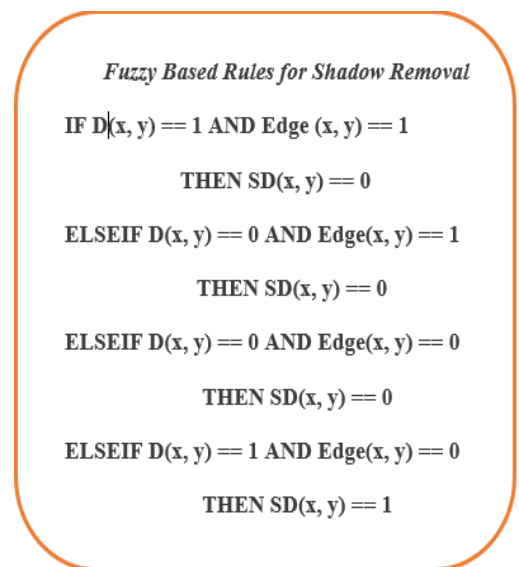 Fuzzy Based Rules for Shadow Removal
IF D(x, y) == 1 AND Edge (x, y) == 1
THEN SD(x, y) == 0
ELSEIF D(x, y) == 0 AND Edge(x, y) == 1
THEN SD(x, y) == 0
ELSEIF D(x, y) == 0 AND Edge(x, y) == 0
THEN SD(x, y) == 0
ELSEIF D(x, y) == 1 AND Edge(x, y) == 0
THEN SD(x, y) == 1